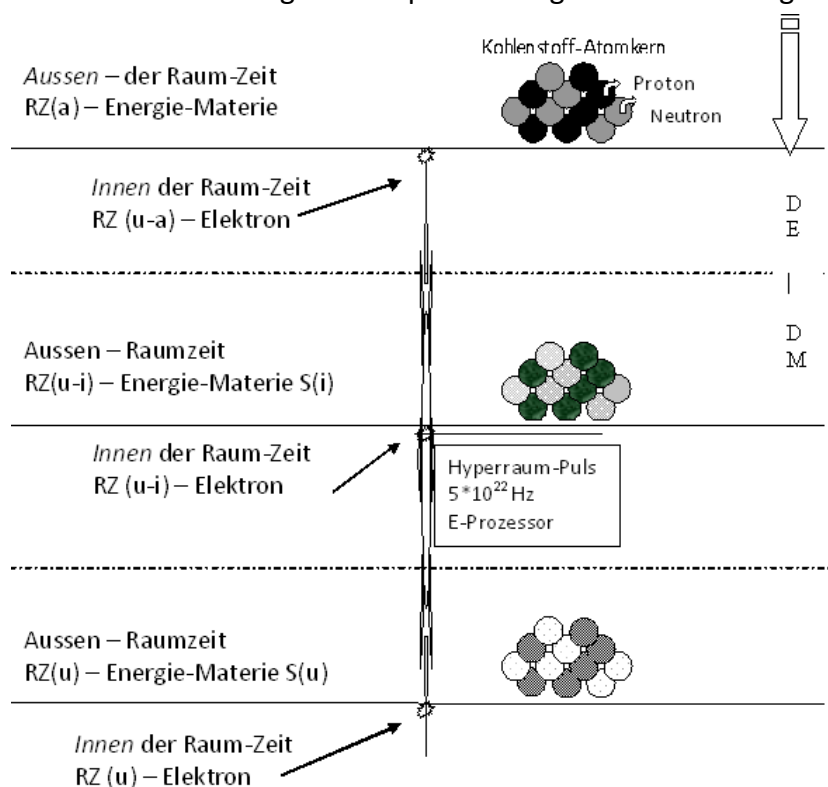 Kohlenstoff-Atomkern
Aussen – der Raum-Zeit
RZ(a) – Energie-Materie
Proton
Neutron
Innen der Raum-Zeit
RZ (u-a) – Elektron
D
E
|
D
M
Aussen – Raumzeit
RZ(u-i) – Energie-Materie S(i)
Innen der Raum-Zeit
RZ (u-i) – Elektron
Hyperraum-Puls
5*10²² Hz
E-Prozessor
Aussen – Raumzeit
RZ(u) – Energie-Materie S(u)
Innen der Raum-Zeit
RZ (u) – Elektron